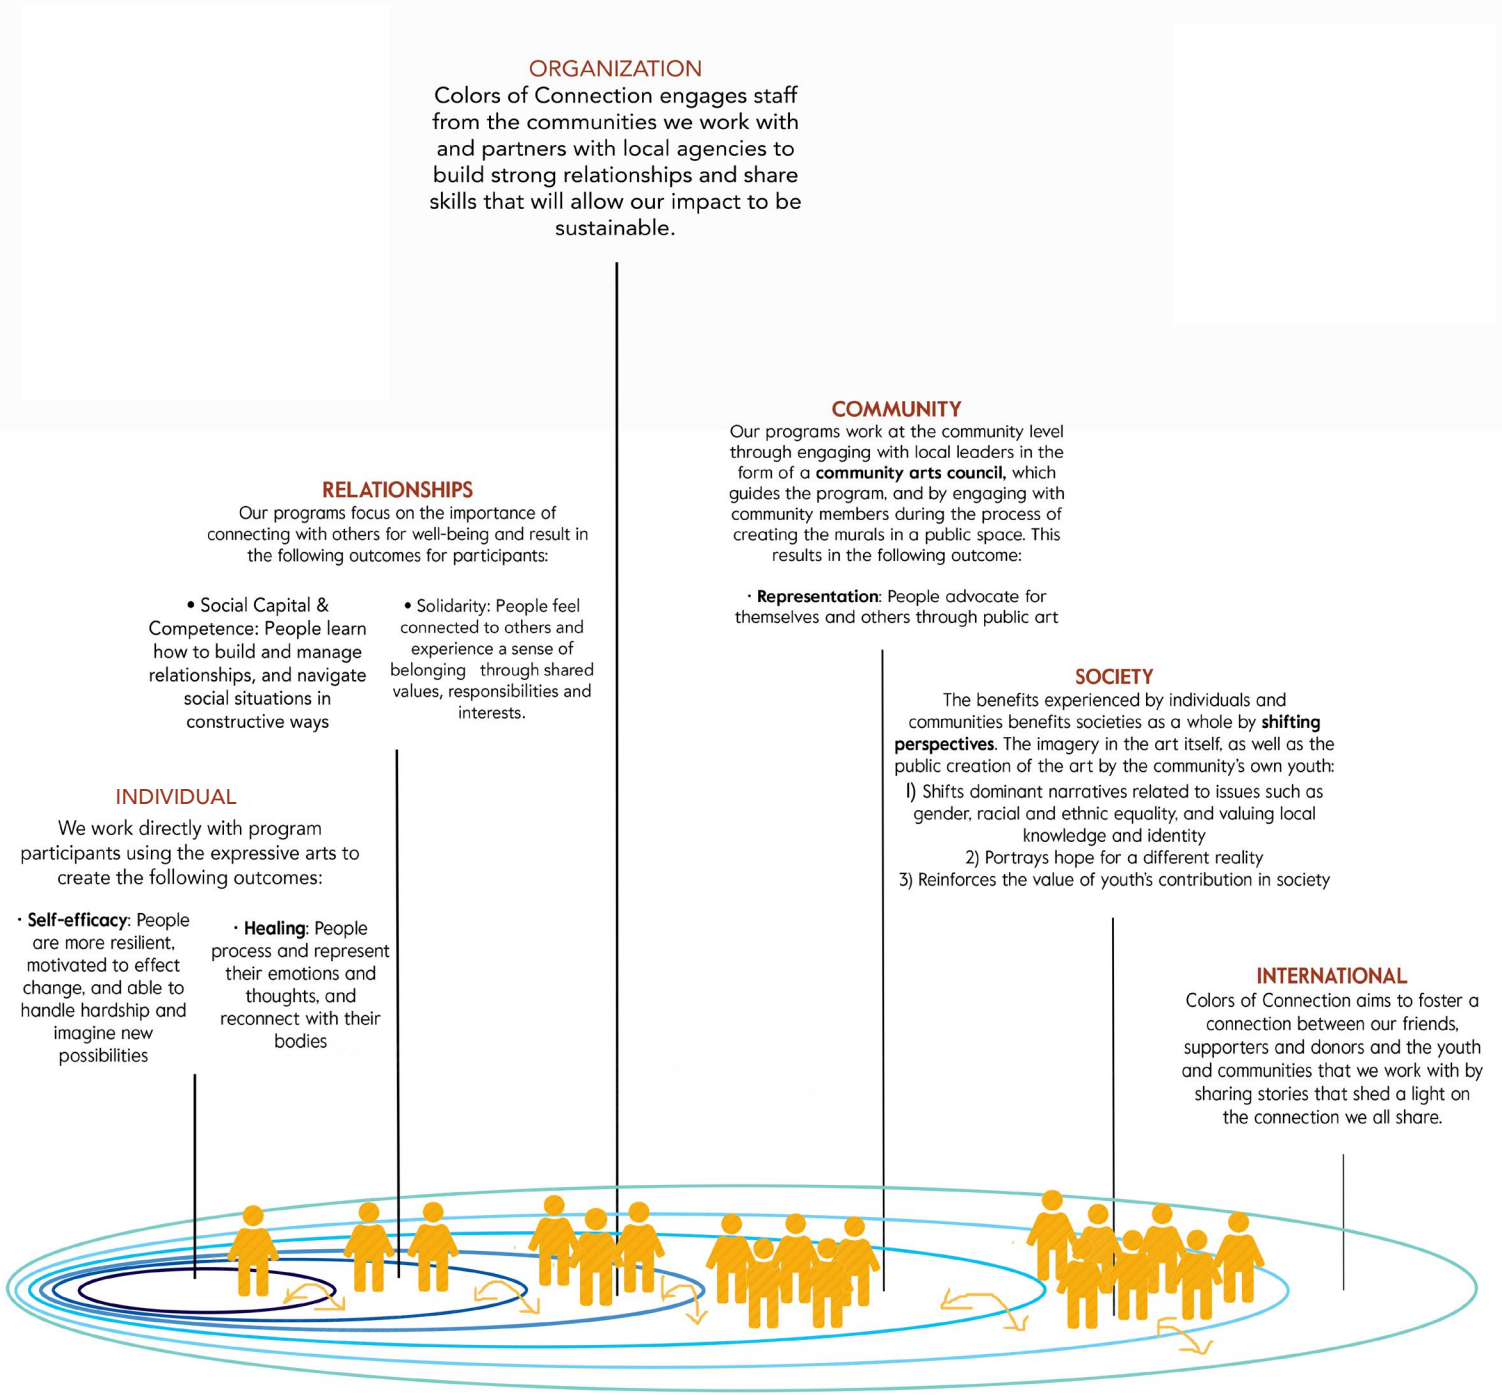 ORGANIZATION
Colors of Connection engages staff
from the communities we work with
and partners with local agencies to
build strong relationships and share
skills that will allow our impact to be
sustainable.
COMMUNITY
Our programs work at the community level
through engaging with local leaders in the
form of a community arts council, which
guides the program, and by engaging with
community members during the process of
creating the murals in a public space. This
results in the following outcome:
· Representation: People advocate for
themselves and others through public art
RELATIONSHIPS
Our programs focus on the importance of
connecting with others for well-being and result in
the following outcomes for participants:
• Social Capital &
Competence: People learn
how to build and manage
relationships, and navigate
social situations in
constructive ways
• Solidarity: People feel
connected to others and
experience a sense of
belonging through shared
values, responsibilities and
interests.
SOCIETY
The benefits experienced by individuals and
communities benefits societies as a whole by shifting
perspectives. The imagery in the art itself, as well as the
public creation of the art by the community's own youth:
1) Shifts dominant narratives related to issues such as
gender, racial and ethnic equality, and valuing local
knowledge and identity
2) Portrays hope for a different reality
3) Reinforces the value of youth's contribution in society
INDIVIDUAL
We work directly with program
participants using the expressive arts to
create the following outcomes:
· Self-efficacy: People
are more resilient,
motivated to effect
change, and able to
handle hardship and
imagine new
possibilities
· Healing: People
process and represent
their emotions and
thoughts, and
reconnect with their
bodies
INTERNATIONAL
Colors of Connection aims to foster a
connection between our friends,
supporters and donors and the youth
and communities that we work with by
sharing stories that shed a light on
the connection we all share.